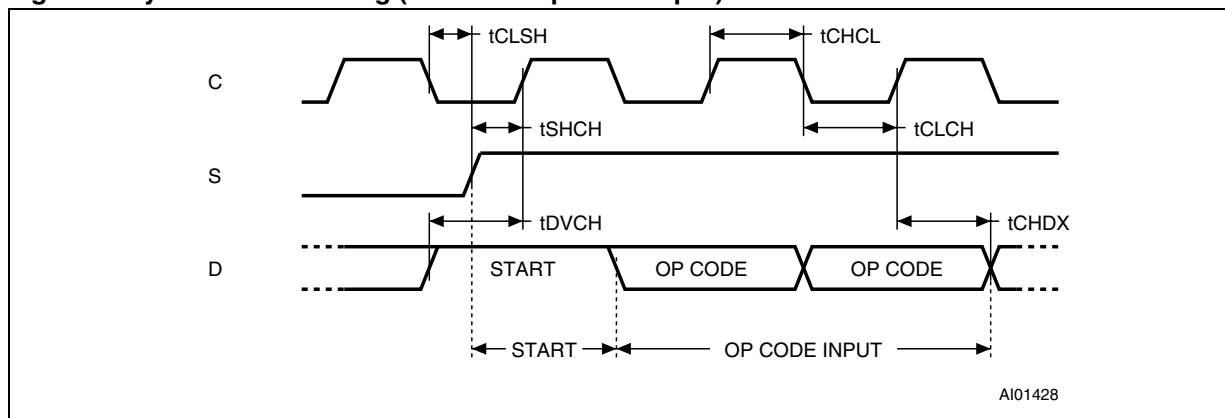 tCLSH
tCHCL
C
tSHCH
tCLCH
S
tDVCH
tCHDX
D
START
OP CODE
OP CODE
START
OP CODE INPUT
AI01428